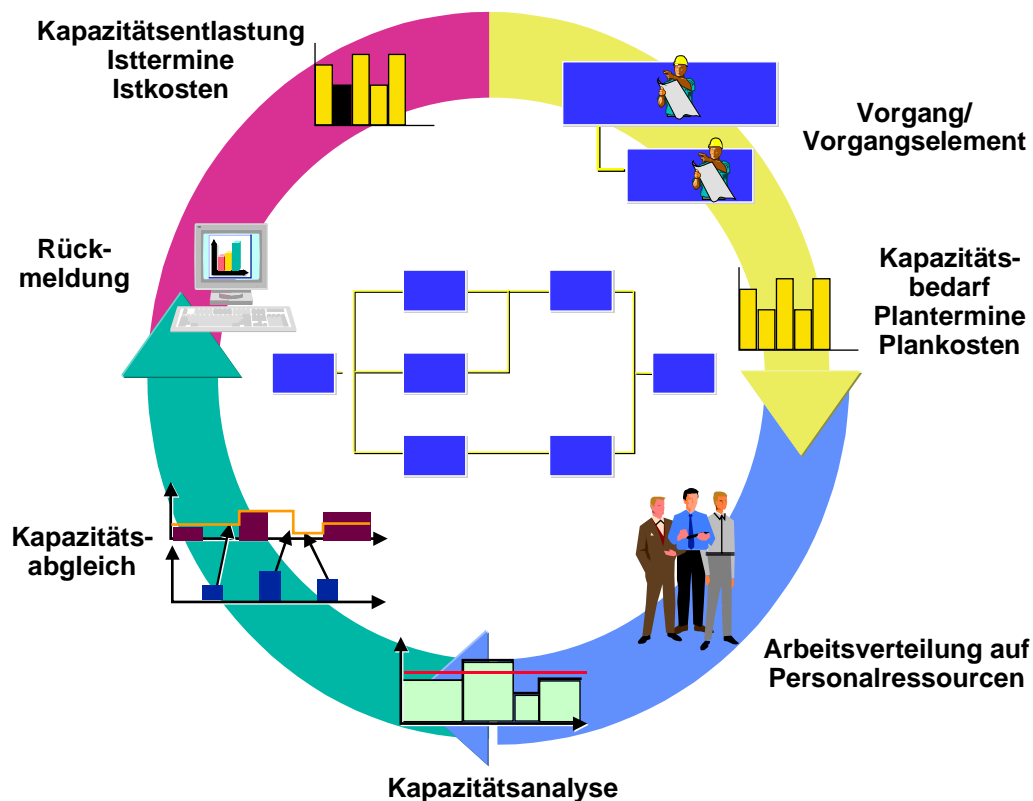 Kapazitätsentlastung
Isttermine
Istkosten
Vorgang/
Vorgangselement
Kapazitäts-
bedarf
Plantermine
Plankosten
Arbeitsverteilung auf
Personalressourcen
Kapazitätsanalyse
Kapazitäts-
abgleich
Rück-
meldung